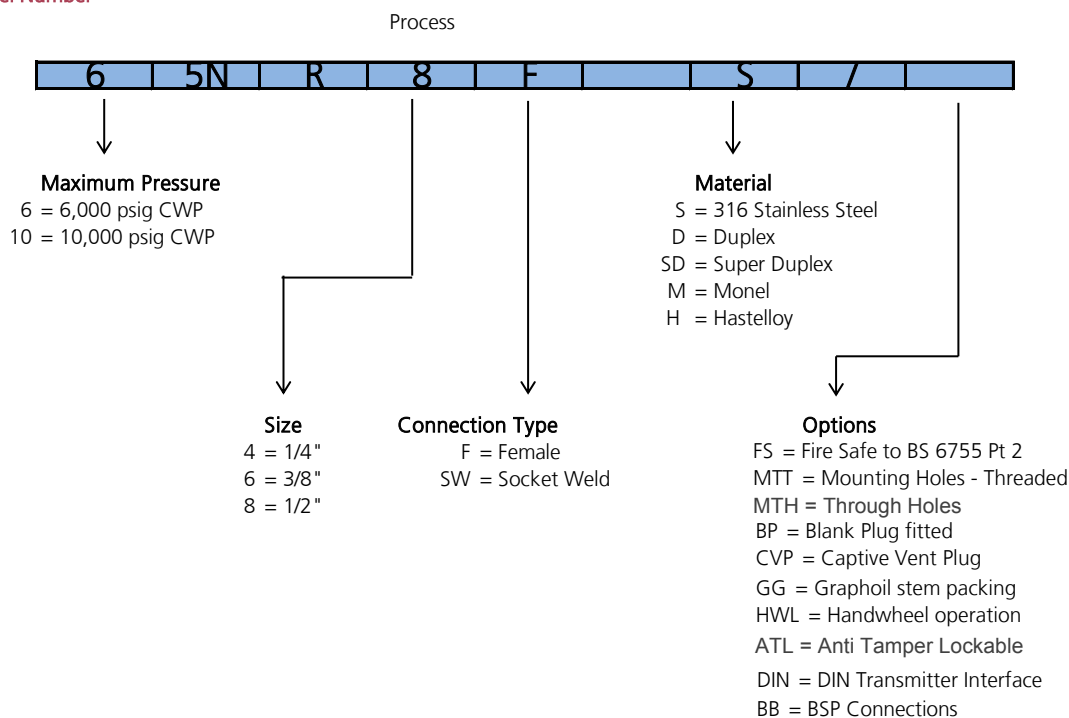 Process
6 5N R 8 F S /
Maximum Pressure
6 = 6,000 psig CWP
10 = 10,000 psig CWP
Material
S = 316 Stainless Steel
D = Duplex
SD = Super Duplex
M = Monel
H = Hastelloy
Size
4 = 1/4"
6 = 3/8"
8 = 1/2"
Connection Type
F = Female
SW = Socket Weld
Options
FS = Fire Safe to BS 6755 Pt 2
MTT = Mounting Holes - Threaded
MTH = Through Holes
BP = Blank Plug fitted
CVP = Captive Vent Plug
GG = Graphoil stem packing
HWL = Handwheel operation
ATL = Anti Tamper Lockable
DIN = DIN Transmitter Interface
BB = BSP Connections